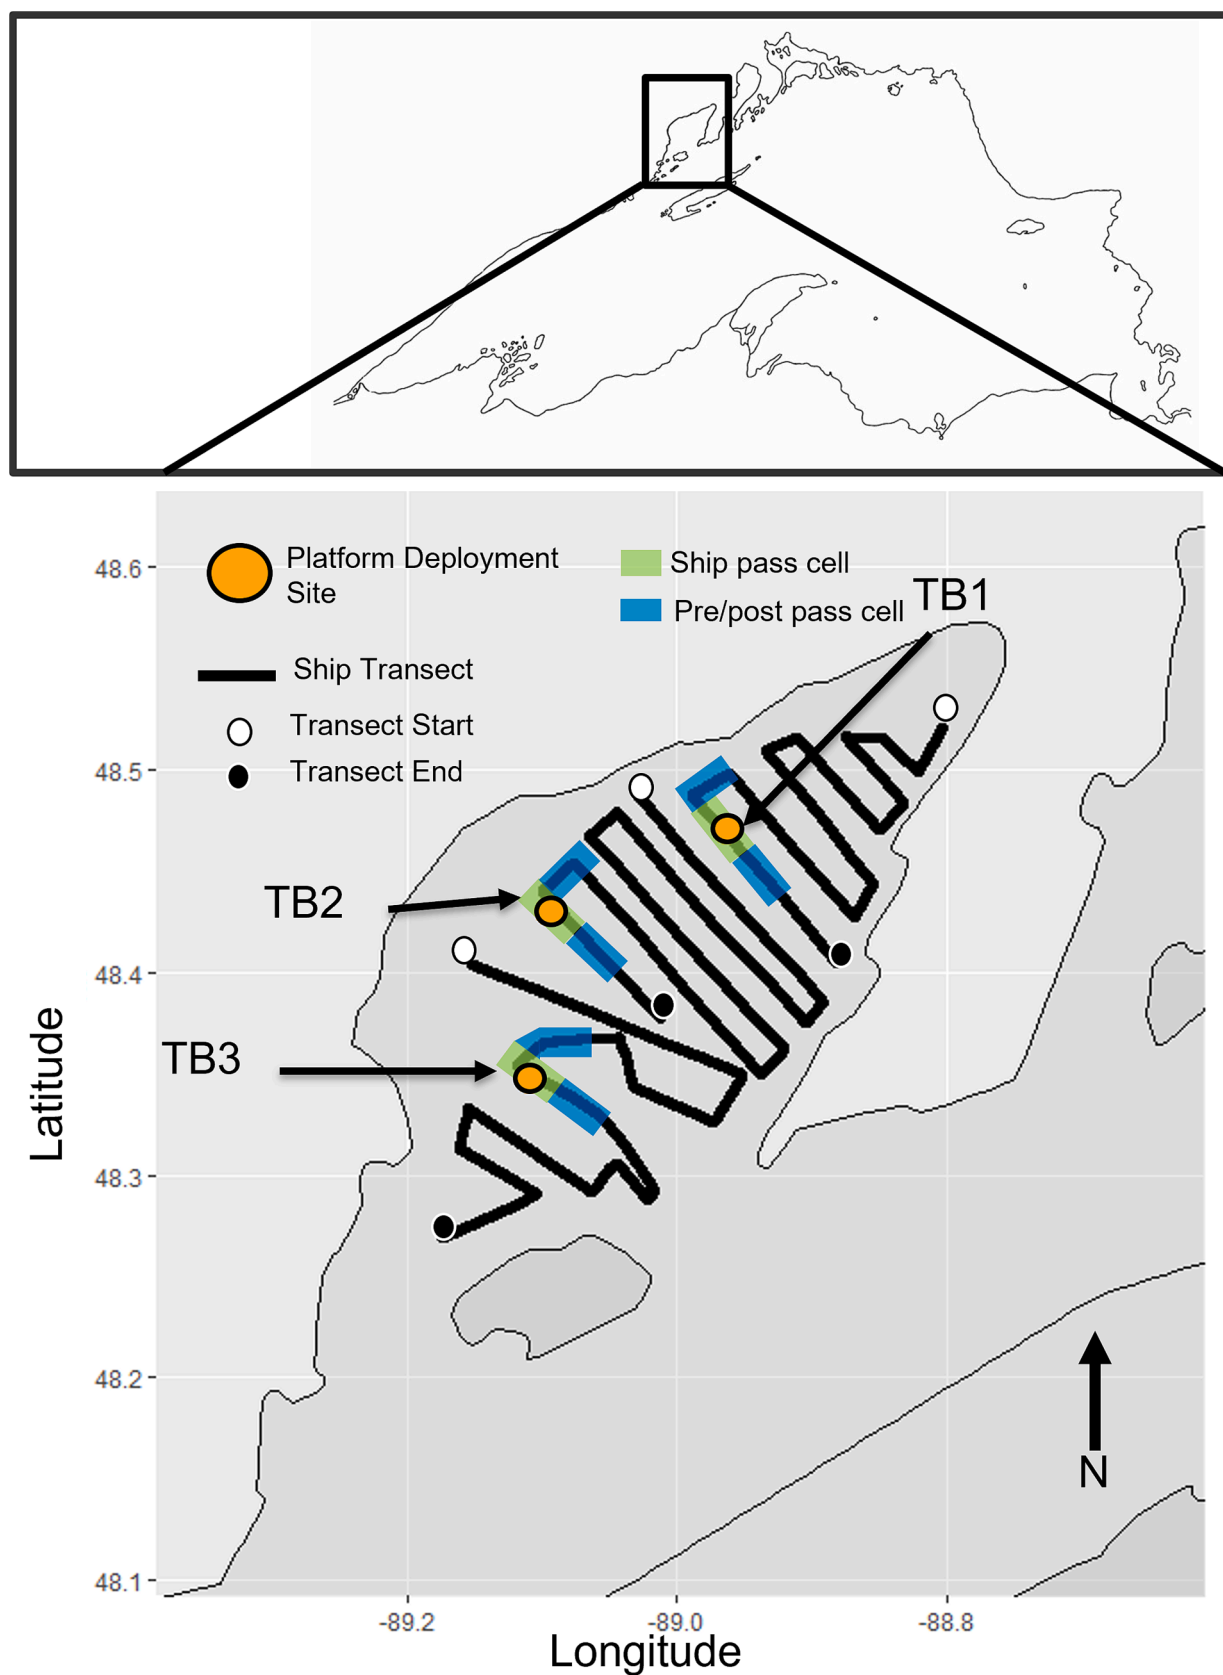 Platform Deployment
Site
Ship Transect
Transect Start
Transect End
Ship pass cell
Pre/post pass cell
TB1
TB2
TB3
48.6
48.5
48.4
48.3
48.2
48.1
Latitude
N
-89.2
-89.0
-88.8
Longitude